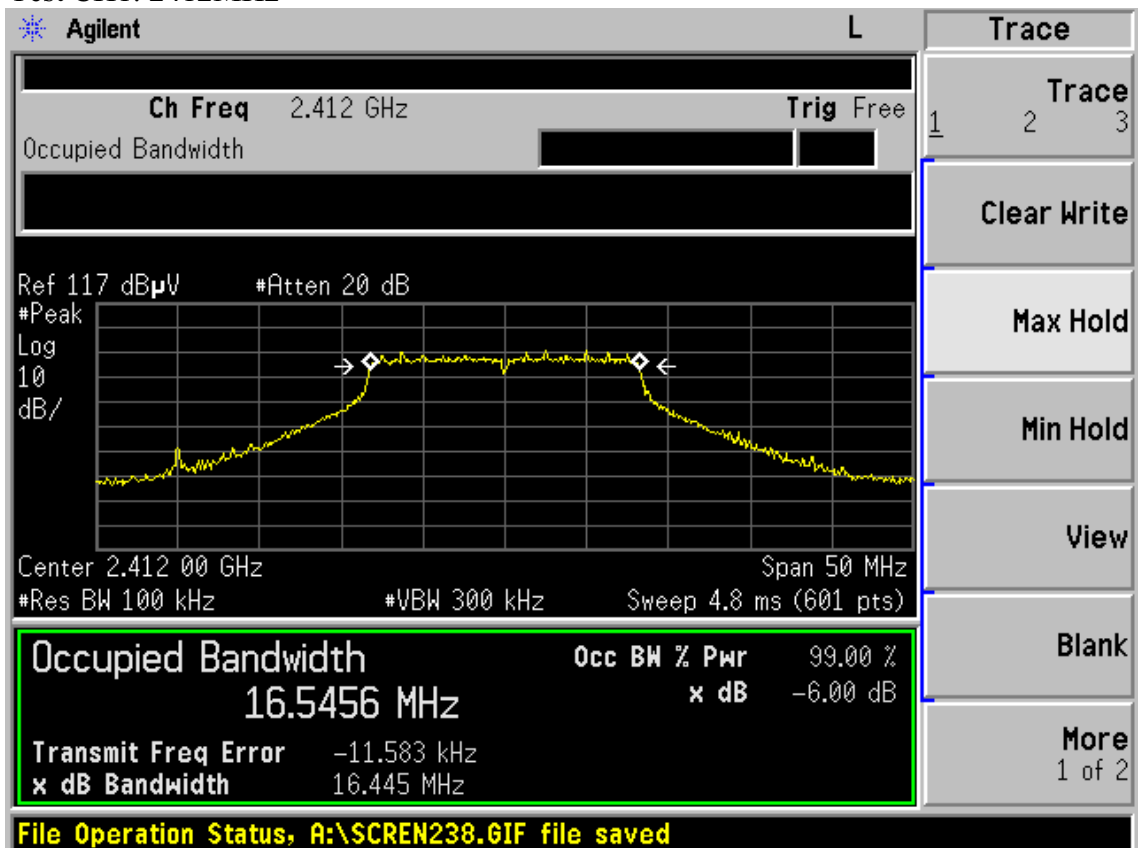 Agilent L Trace
Ch Freq 2.412 GHz Trig Free
Occupied Bandwidth
Trace
1 2 3
Clear Write
Max Hold
Min Hold
View
Blank
More
1 of 2
Ref 117 dBµV #Atten 20 dB
#Peak
Log
10
dB/
Center 2.412 00 GHz Span 50 MHz
#Res BW 100 kHz #VBW 300 kHz Sweep 4.8 ms (601 pts)
Occupied Bandwidth Occ BW % Pwr 99.00 %
16.5456 MHz x dB -6.00 dB
Transmit Freq Error -11.583 kHz
x dB Bandwidth 16.445 MHz
File Operation Status, A:\SCREN238.GIF file saved